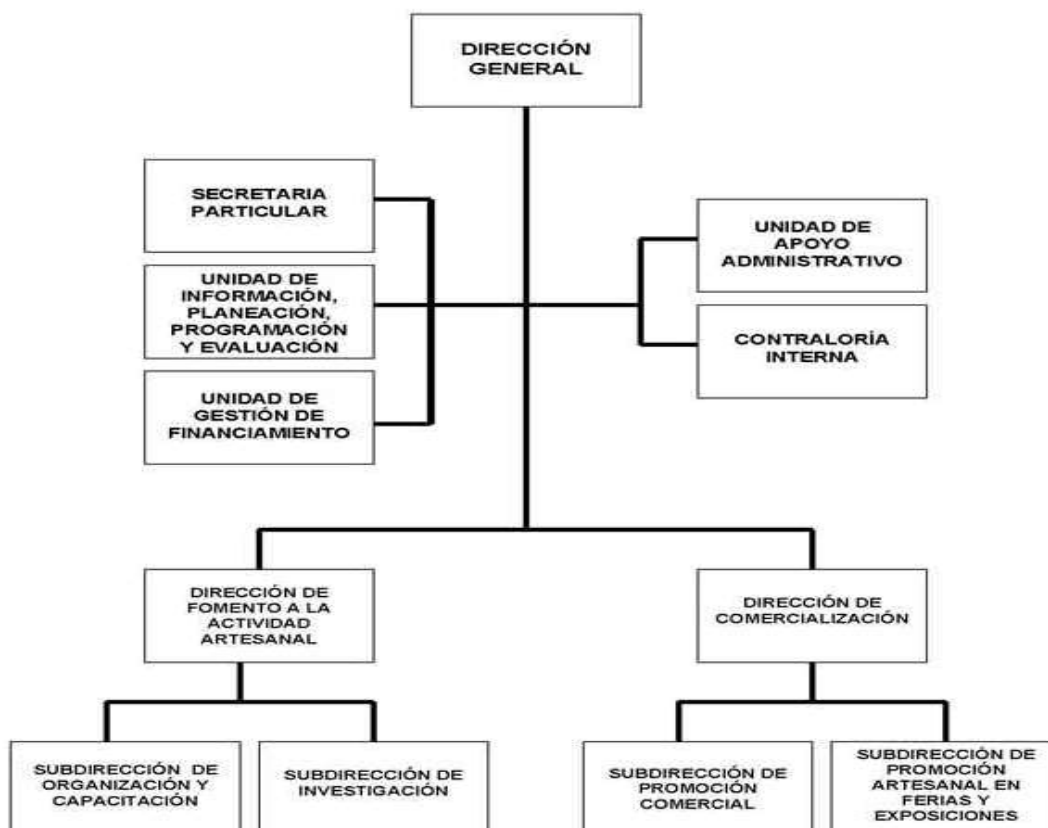 DIRECCIÓN
GENERAL
SECRETARIA
PARTICULAR
UNIDAD DE
INFORMACIÓN,
PLANEACIÓN,
PROGRAMACIÓN
Y EVALUACIÓN
UNIDAD DE
GESTIÓN DE
FINANCIAMIENTO
UNIDAD DE
APOYO
ADMINISTRATIVO
CONTRALORÍA
INTERNA
DIRECCIÓN DE
FOMENTO A LA
ACTIVIDAD
ARTESANAL
DIRECCIÓN DE
COMERCIALIZACIÓN
SUBDIRECCIÓN DE
ORGANIZACIÓN Y
CAPACITACIÓN
SUBDIRECCIÓN DE
INVESTIGACIÓN
SUBDIRECCIÓN DE
PROMOCIÓN
COMERCIAL
SUBDIRECCIÓN DE
PROMOCIÓN
ARTESANAL EN
FERIAS Y
EXPOSICIONES